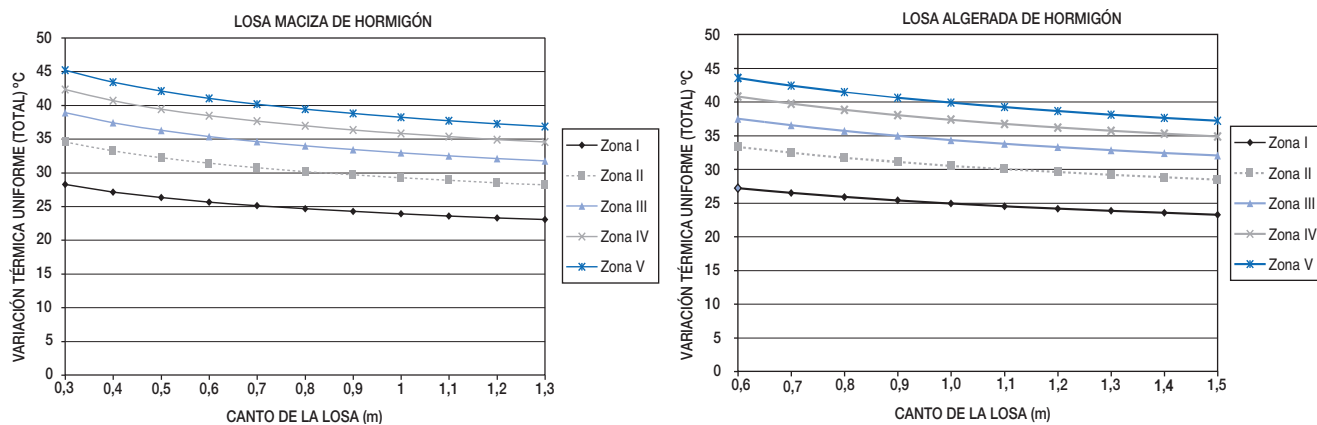 LOSA MACIZA DE HORMIGÓN
VARIACIÓN TÉRMICA UNIFORME (TOTAL) ºC
50
45
40
35
30
25
20
15
10
5
0
0,3 0,4 0,5 0,6 0,7 0,8 0,9 1 1,1 1,2 1,3
CANTO DE LA LOSA (m)
Zona I
Zona II
Zona III
Zona IV
Zona V
LOSA ALGERADA DE HORMIGÓN
VARIACIÓN TÉRMICA UNIFORME (TOTAL) ºC
50
45
40
35
30
25
20
15
10
5
0
0,6 0,7 0,8 0,9 1,0 1,1 1,2 1,3 1,4 1,5
CANTO DE LA LOSA (m)
Zona I
Zona II
Zona III
Zona IV
Zona V